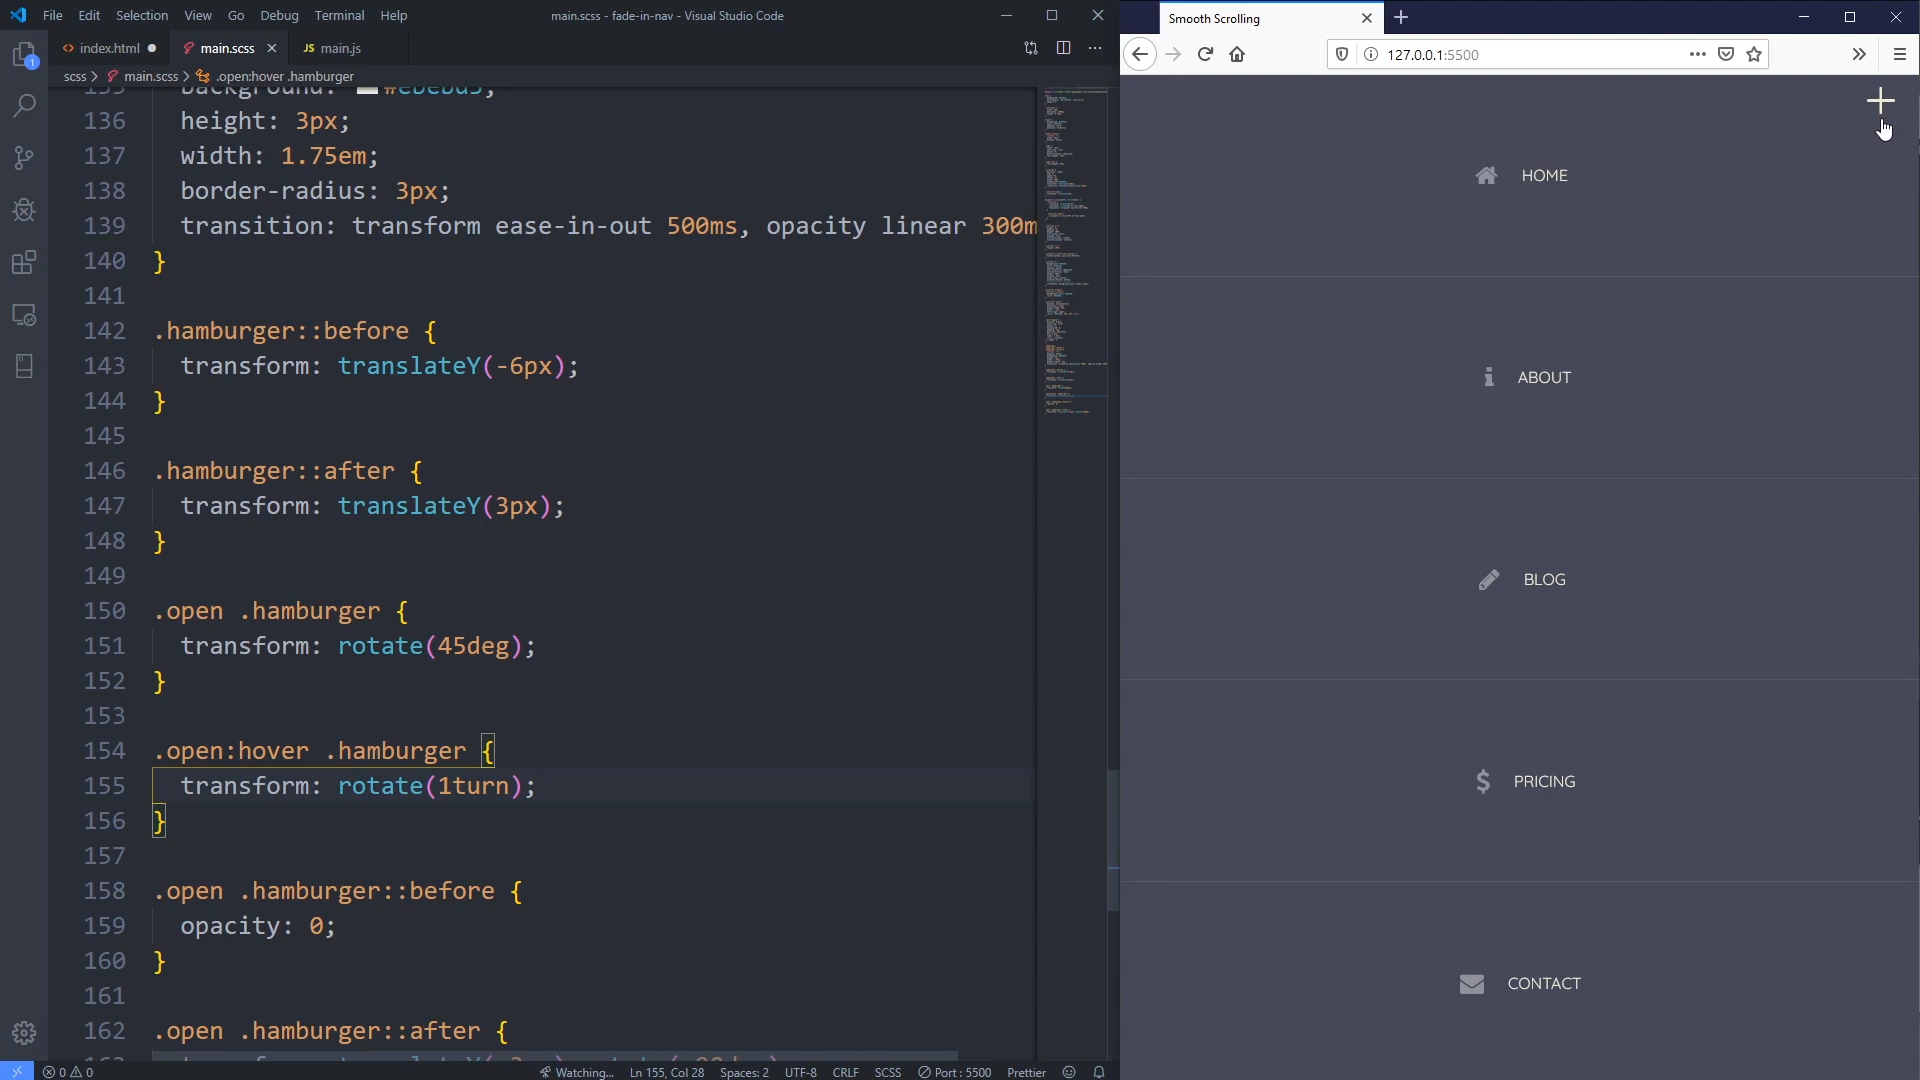 File Edit Selection View Go Debug Terminal Help
main.scss - fade-in-nav - Visual Studio Code
index.html
main.scss
JS main.js
scss > main.scss > .open:hover .hamburger
136 height: 3px;
137 width: 1.75em;
138 border-radius: 3px;
139 transition: transform ease-in-out 500ms, opacity linear 300m
140 }
141
142 .hamburger::before {
143 transform: translateY(-6px);
144 }
145
146 .hamburger::after {
147 transform: translateY(3px);
148 }
149
150 .open .hamburger {
151 transform: rotate(45deg);
152 }
153
154 .open:hover .hamburger {
155 transform: rotate(1turn);
156 }
157
158 .open .hamburger::before {
159 opacity: 0;
160 }
161
162 .open .hamburger::after {
1
0 0
Watching...
Ln 155, Col 28
Spaces: 2
UTF-8
CRLF
SCSS
Port : 5500
Prettier
Smooth Scrolling
127.0.0.1:5500
HOME
ABOUT
BLOG
PRICING
CONTACT